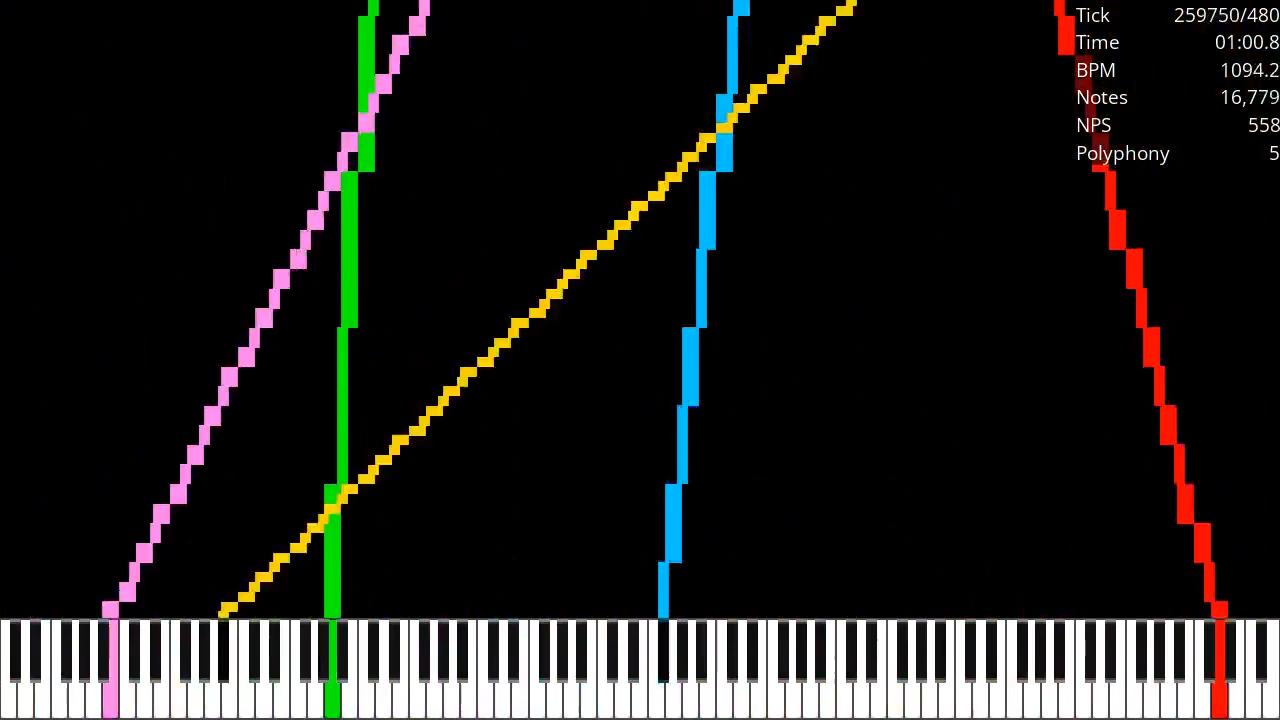 Tick 259750/480
Time 01:00.8
BPM 1094.2
Notes 16,779
NPS 558
Polyphony 5